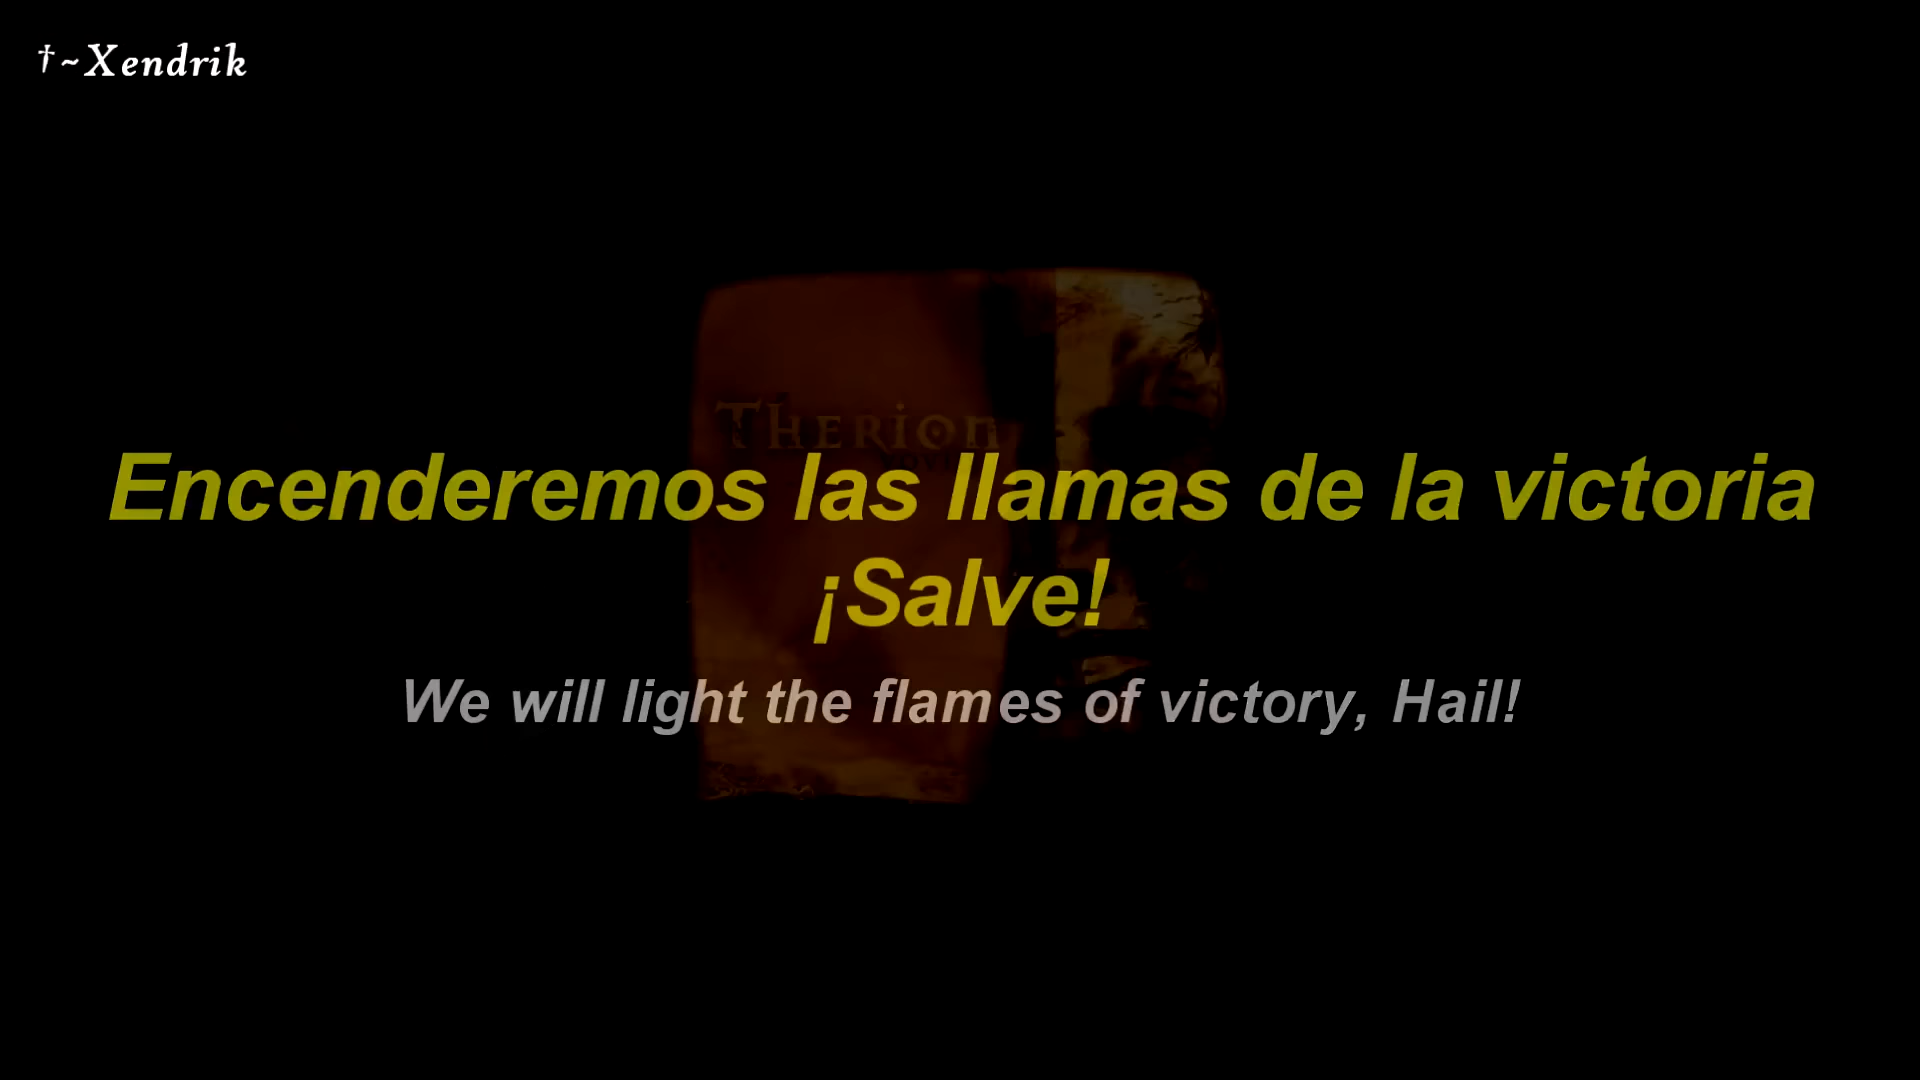 †~Xendrik
Therion
Encenderemos las llamas de la victoria
¡Salve!
We will light the flames of victory, Hail!